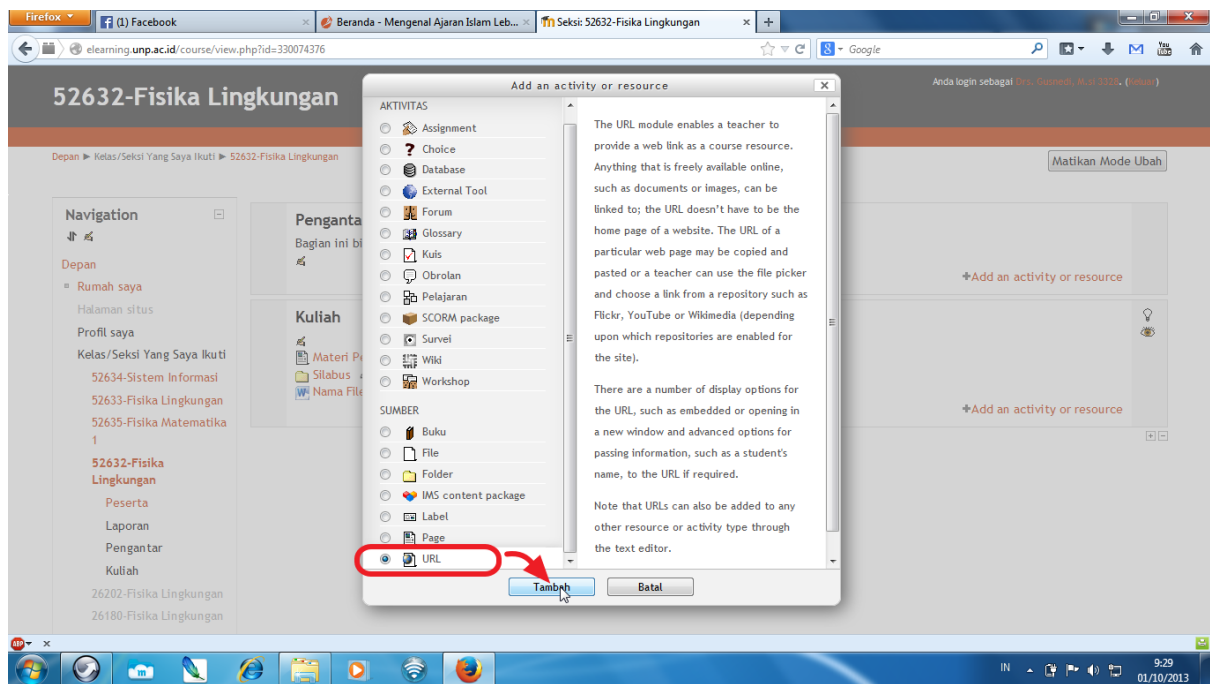 Firefox
(1) Facebook
Beranda - Mengenal Ajaran Islam Leb...
Seksi: 52632-Fisika Lingkungan
elearning.unp.ac.id/course/view.php?id=330074376
Google
52632-Fisika Lingkungan
Anda login sebagai Drs. Gusnedi, M.si 3328. (Keluar)
Depan ► Kelas/Seksi Yang Saya Ikuti ► 52632-Fisika Lingkungan
Matikan Mode Ubah
Navigation
Depan
Rumah saya
Halaman situs
Profil saya
Kelas/Seksi Yang Saya Ikuti
52634-Sistem Informasi
52633-Fisika Lingkungan
52635-Fisika Matematika
1
52632-Fisika
Lingkungan
Peserta
Laporan
Pengantar
Kuliah
26202-Fisika Lingkungan
26180-Fisika Lingkungan
Penganta
Bagian ini bi
+Add an activity or resource
Kuliah
Materi Pe
Silabus
Nama File
+Add an activity or resource
Add an activity or resource
AKTIVITAS
Assignment
Choice
Database
External Tool
Forum
Glossary
Kuis
Obrolan
Pelajaran
SCORM package
Survei
Wiki
Workshop
SUMBER
Buku
File
Folder
IMS content package
Label
Page
URL
The URL module enables a teacher to
provide a web link as a course resource.
Anything that is freely available online,
such as documents or images, can be
linked to; the URL doesn't have to be the
home page of a website. The URL of a
particular web page may be copied and
pasted or a teacher can use the file picker
and choose a link from a repository such as
Flickr, YouTube or Wikimedia (depending
upon which repositories are enabled for
the site).
There are a number of display options for
the URL, such as embedded or opening in
a new window and advanced options for
passing information, such as a student's
name, to the URL if required.
Note that URLs can also be added to any
other resource or activity type through
the text editor.
Tambah
Batal
ABP
IN
9:29
01/10/2013